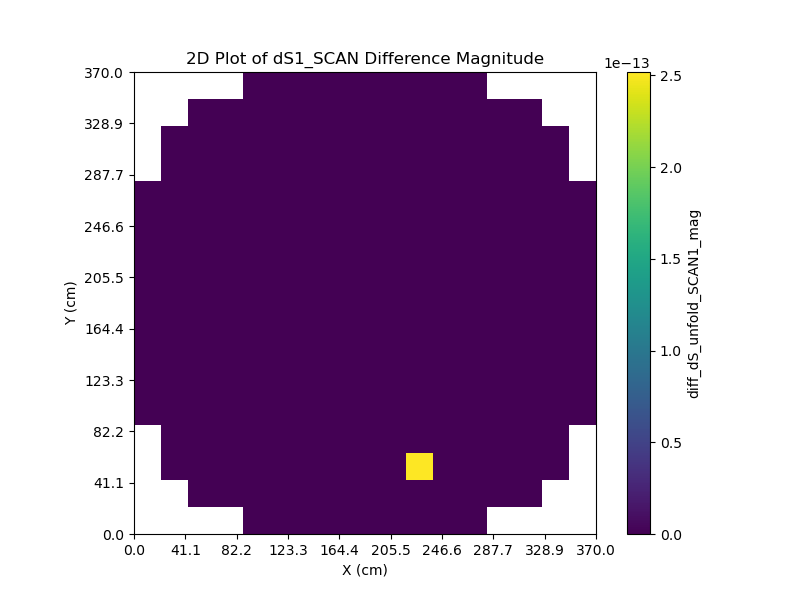 2D Plot of dS1_SCAN Difference Magnitude
1e−13
370.0
328.9
287.7
246.6
205.5
164.4
123.3
82.2
41.1
0.0
Y (cm)
0.0 41.1 82.2 123.3 164.4 205.5 246.6 287.7 328.9 370.0
X (cm)
2.5
2.0
1.5
1.0
0.5
0.0
diff_dS_unfold_SCAN1_mag